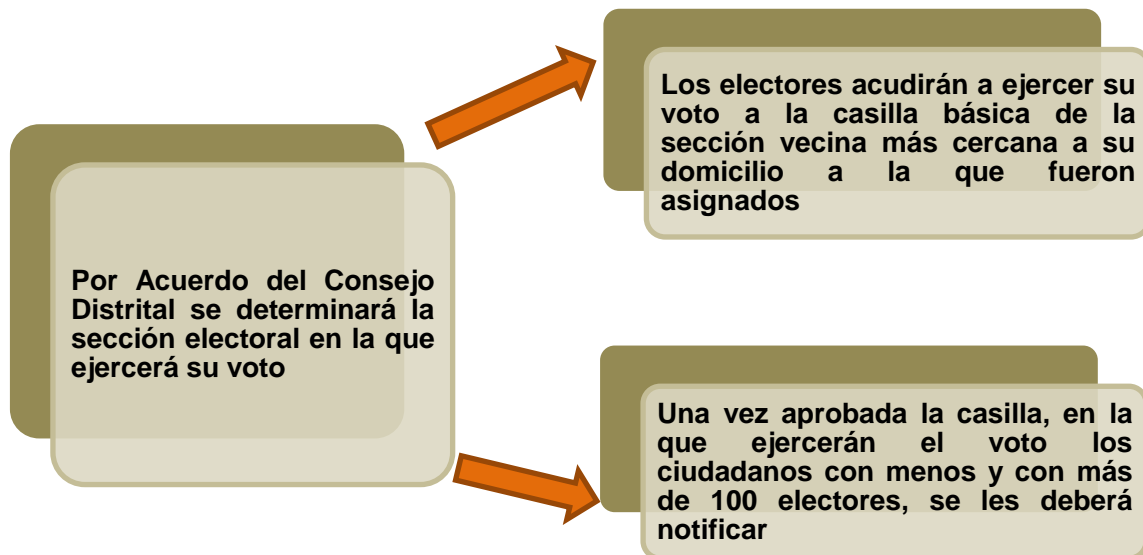 Por Acuerdo del Consejo
Distrital se determinará la
sección electoral en la que
ejercerá su voto
Los electores acudirán a ejercer su
voto a la casilla básica de la
sección vecina más cercana a su
domicilio a la que fueron
asignados
Una vez aprobada la casilla, en la
que ejercerán el voto los
ciudadanos con menos y con más
de 100 electores, se les deberá
notificar